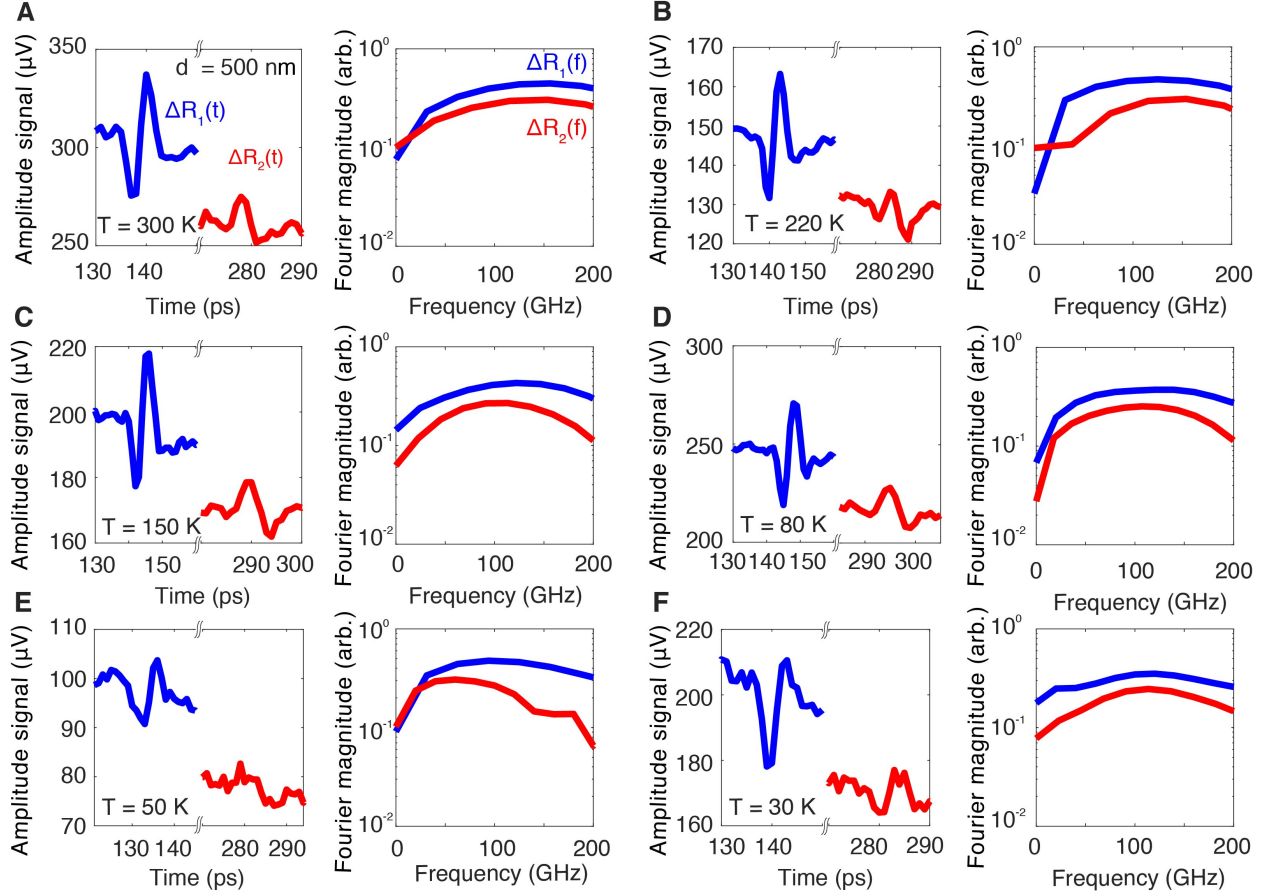 A
Amplitude signal (µV)
350
300
250
d = 500 nm
ΔR1(t)
ΔR2(t)
T = 300 K
130 140 280 290
Time (ps)
Fourier magnitude (arb.)
10^0
10^-1
10^-2
ΔR1(f)
ΔR2(f)
0 100 200
Frequency (GHz)
B
Amplitude signal (µV)
170
160
150
140
130
120
T = 220 K
130 140 150 280 290
Time (ps)
Fourier magnitude (arb.)
10^0
10^-1
10^-2
0 100 200
Frequency (GHz)
C
Amplitude signal (µV)
220
200
180
160
T = 150 K
130 150 290 300
Time (ps)
Fourier magnitude (arb.)
10^0
10^-1
10^-2
0 100 200
Frequency (GHz)
D
Amplitude signal (µV)
300
250
200
T = 80 K
130 140 150 290 300
Time (ps)
Fourier magnitude (arb.)
10^0
10^-1
10^-2
0 100 200
Frequency (GHz)
E
Amplitude signal (µV)
110
100
90
80
70
T = 50 K
130 140 280 290
Time (ps)
Fourier magnitude (arb.)
10^0
10^-1
10^-2
0 100 200
Frequency (GHz)
F
Amplitude signal (µV)
220
200
180
160
T = 30 K
130 140 280 290
Time (ps)
Fourier magnitude (arb.)
10^0
10^-1
10^-2
0 100 200
Frequency (GHz)